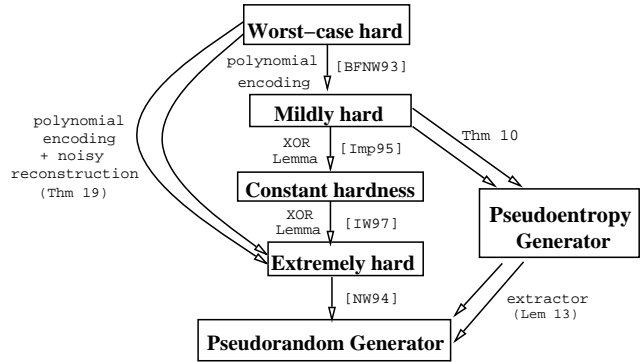 Worst-case hard
polynomial
encoding
[BFNW93]
Mildly hard
polynomial
encoding
+ noisy
reconstruction
(Thm 19)
XOR
Lemma
[Imp95]
Thm 10
Constant hardness
XOR
Lemma
[IW97]
Pseudoentropy
Generator
Extremely hard
[NW94]
extractor
(Lem 13)
Pseudorandom Generator